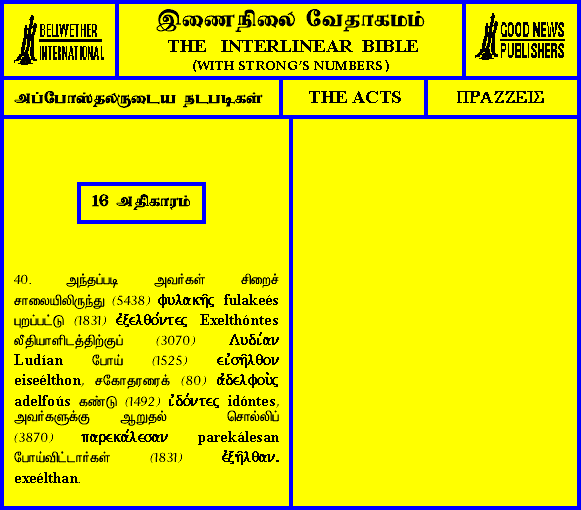 BELLWETHER
INTERNATIONAL
இணைநிலை வேதாகமம்
THE INTERLINEAR BIBLE
(WITH STRONG'S NUMBERS)
GOOD NEWS
PUBLISHERS
அப்போஸ்தலருடைய நடபடிகள்
THE ACTS
ΠΡΑΖΖΕΙΣ
16 அதிகாரம்
40. அந்தப்படி அவர்கள் சிறைச்
சாலையிலிருந்து (5438) φυλακῆς fulakeés
புறப்பட்டு (1831) ἐξελθόντες Exelthóntes
லீதியாளிடத்திற்குப் (3070) Λυδίαν
Ludían போய் (1525) εἰσῆλθον
eiseélthon, சகோதரரைக் (80) ἀδελφοὺς
adelfoús கண்டு (1492) ἰδόντες idóntes,
அவர்களுக்கு ஆறுதல் சொல்லிப்
(3870) παρεκάλεσαν parekálesan
போய்விட்டார்கள் (1831) ἐξῆλθαν.
exeélthan.